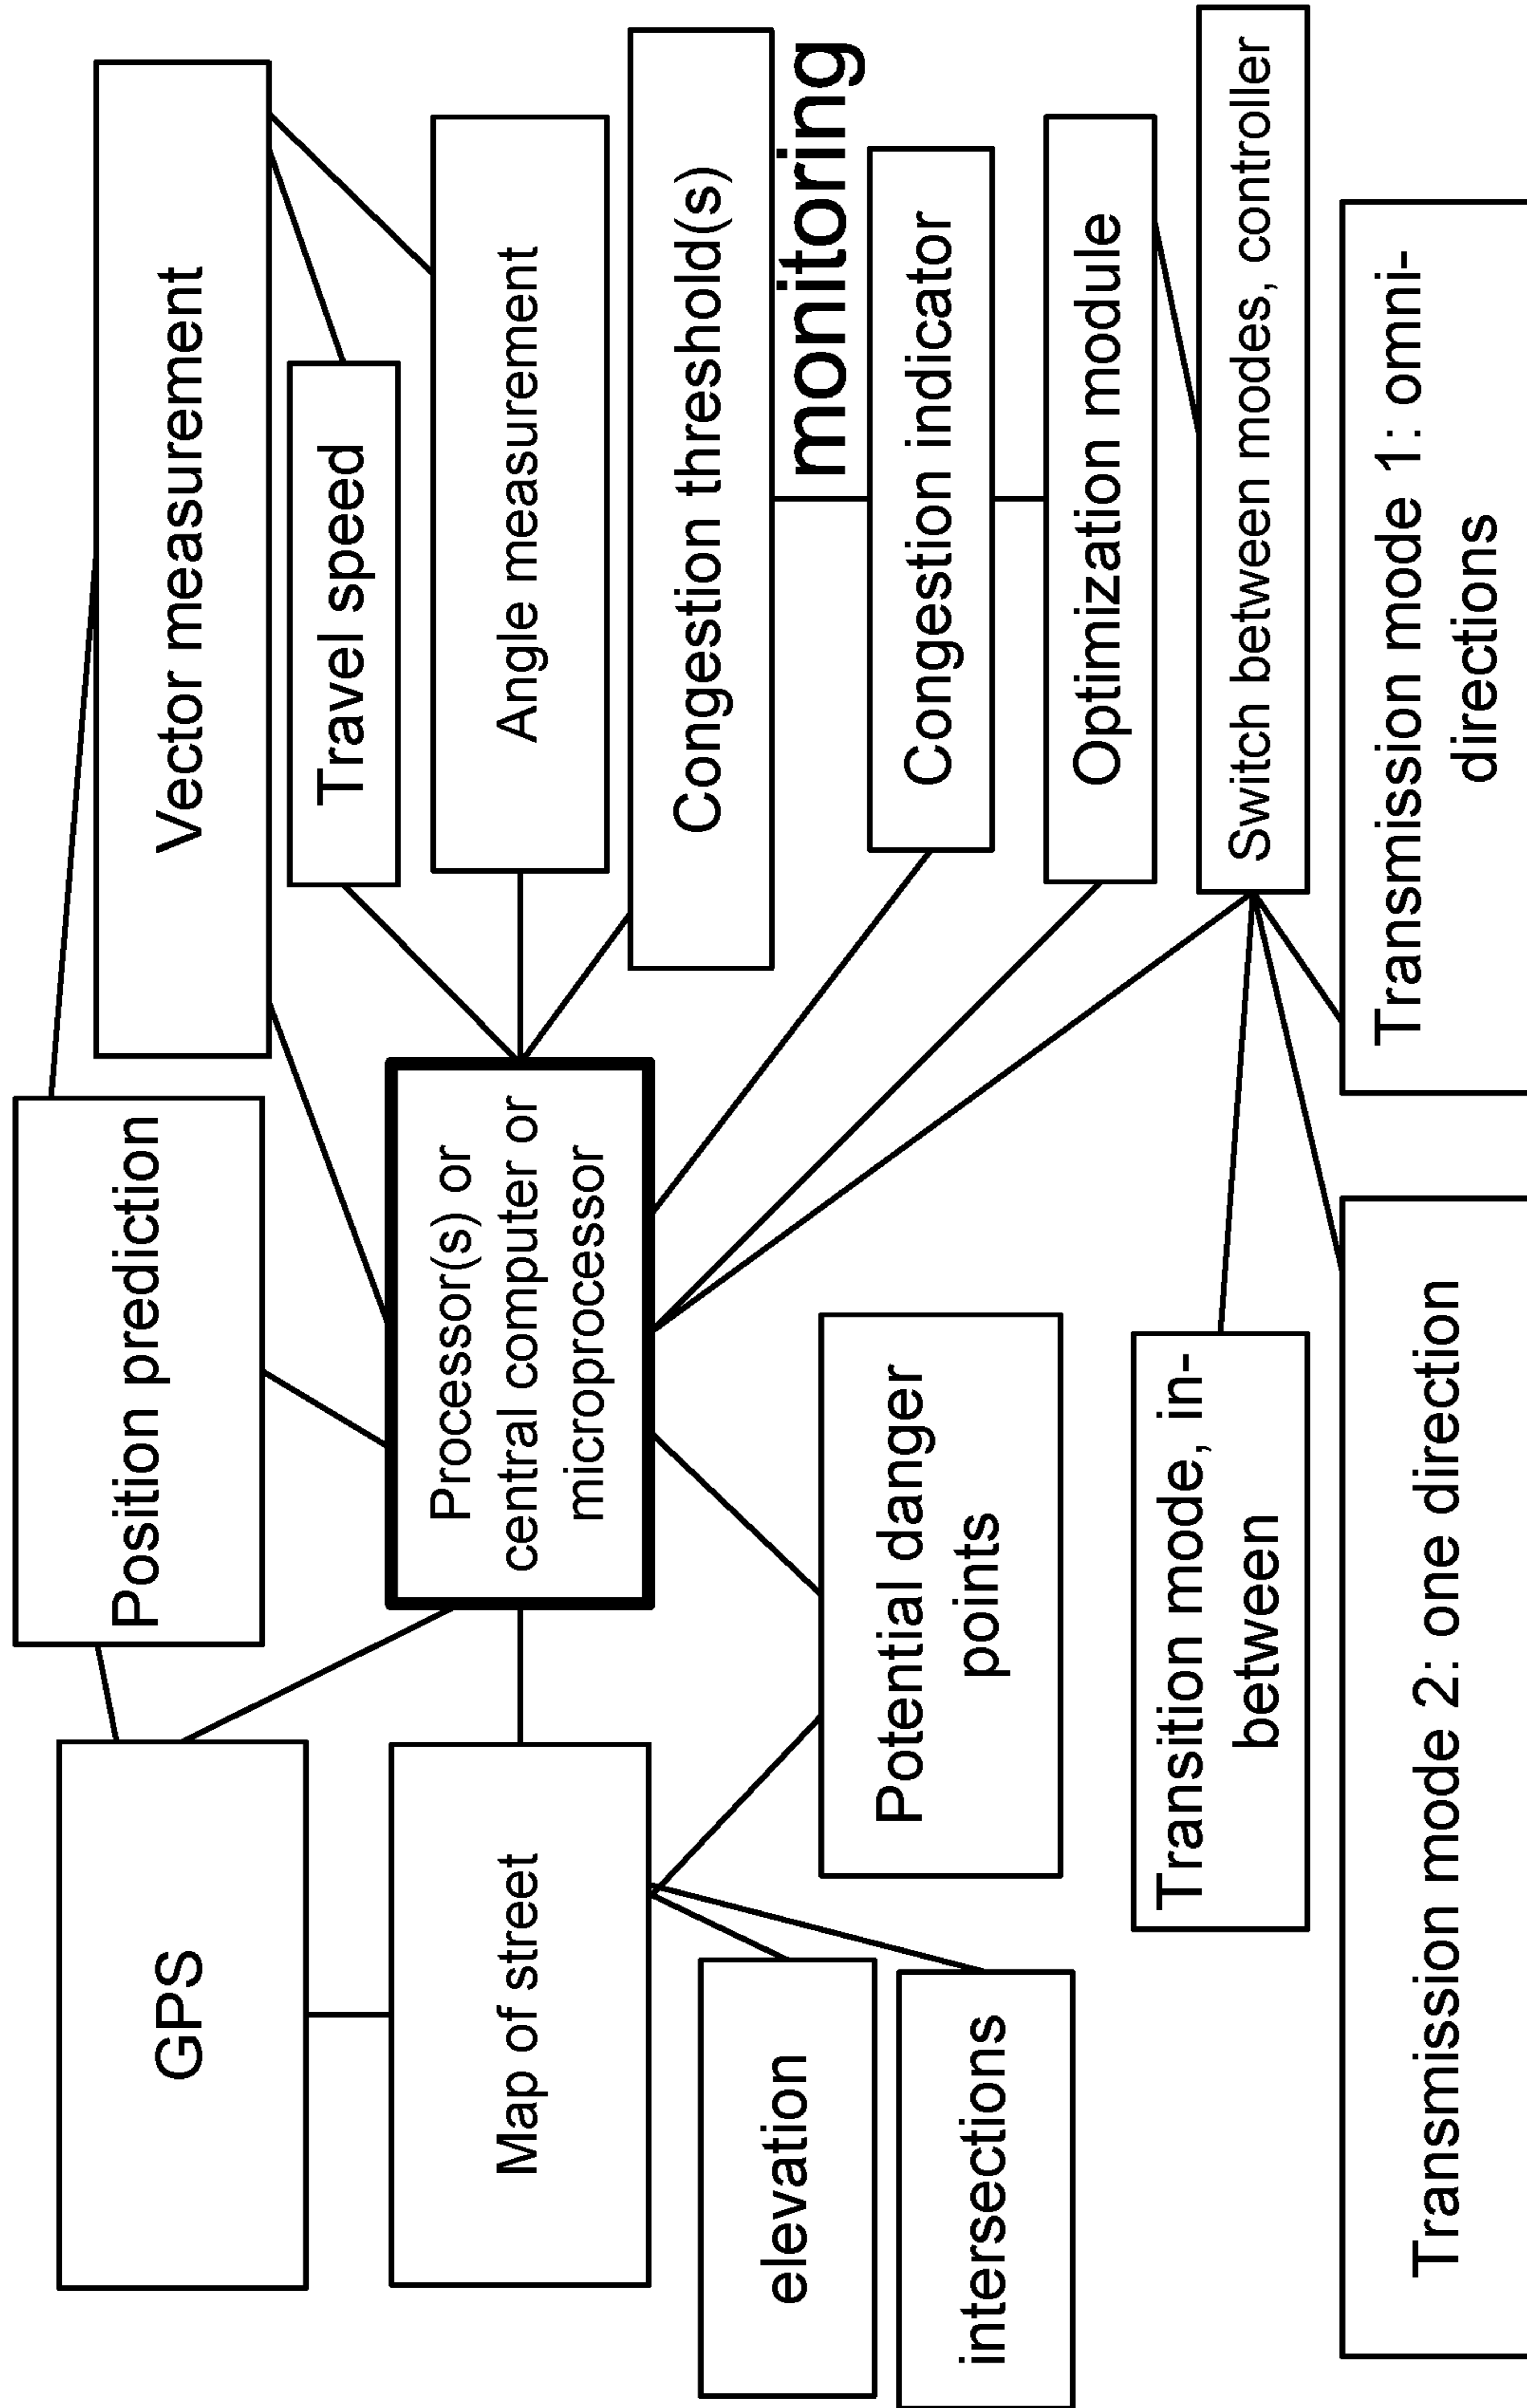 GPS
Position prediction
Vector measurement
Travel speed
Map of street
Processor(s) or
central computer or
microprocessor
Angle measurement
Congestion threshold(s)
monitoring
elevation
Potential danger
points
Congestion indicator
intersections
Optimization module
Transition mode, in-
between
Switch between modes, controller
Transmission mode 2: one direction
Transmission mode 1: omni-
directions